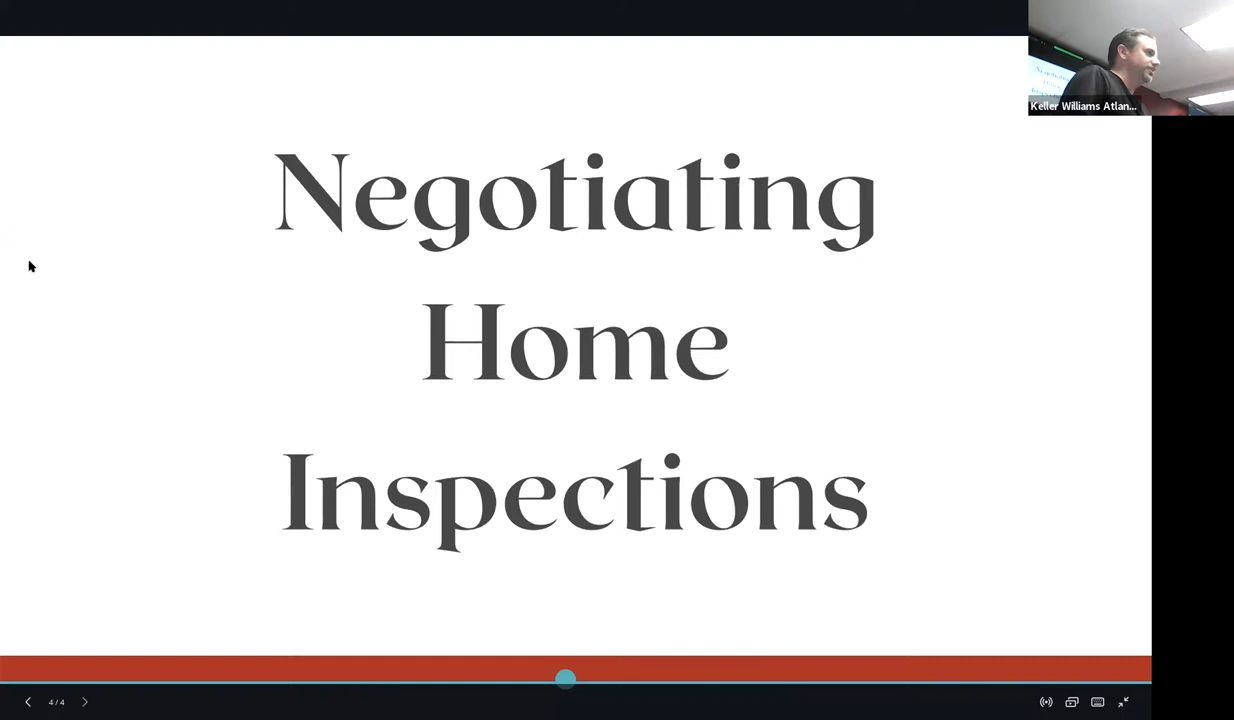 Negotiating
Home
Inspections
Keller Williams Atlan...
4 / 4